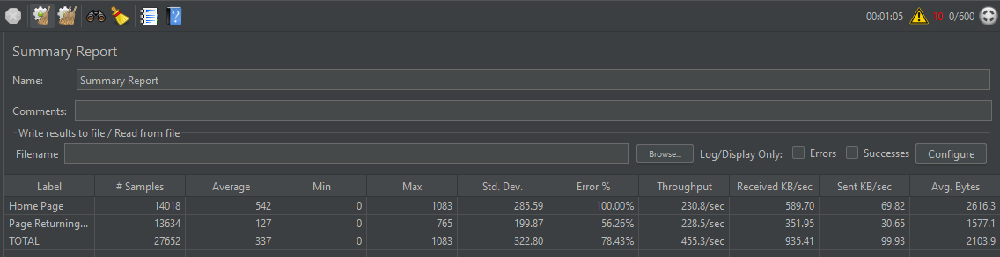 00:01:05 10 0/600
Summary Report
Name: Summary Report
Comments:
Write results to file / Read from file
Filename Browse... Log/Display Only: Errors Successes Configure
Label # Samples Average Min Max Std. Dev. Error % Throughput Received KB/sec Sent KB/sec Avg. Bytes
Home Page 14018 542 0 1083 285.59 100.00% 230.8/sec 589.70 69.82 2616.3
Page Returning... 13634 127 0 765 199.87 56.26% 228.5/sec 351.95 30.65 1577.1
TOTAL 27652 337 0 1083 322.80 78.43% 455.3/sec 935.41 99.93 2103.9